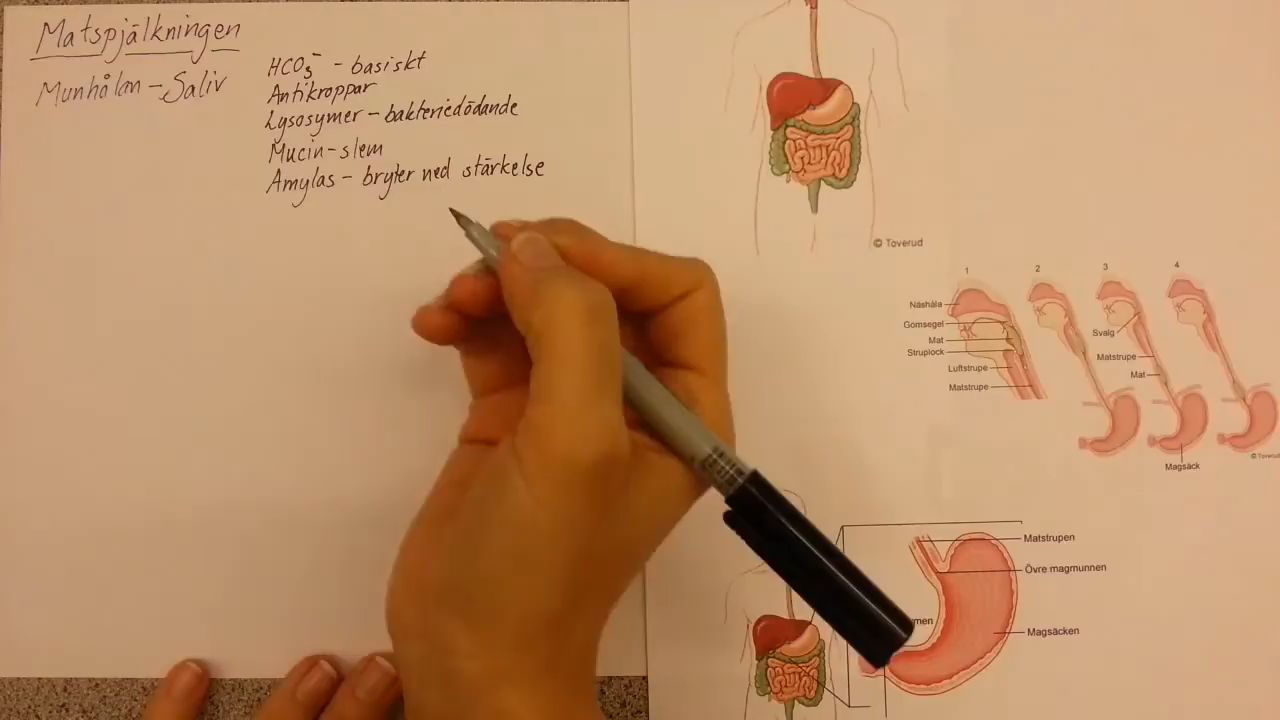 Matspjälkningen
Munhålan - Saliv
HCO3⁻ - basiskt
Antikroppar
Lysosymer - bakteriedödande
Mucin - slem
Amylas - bryter ned stärkelse
© Toverud
1
2
3
4
Näshåla
Gomsegel
Mat
Struplock
Luftstrupe
Matstrupe
Svalg
Matstrupe
Mat
Magsäck
© Toverud
Matstrupen
Övre magmunnen
Magsäcken